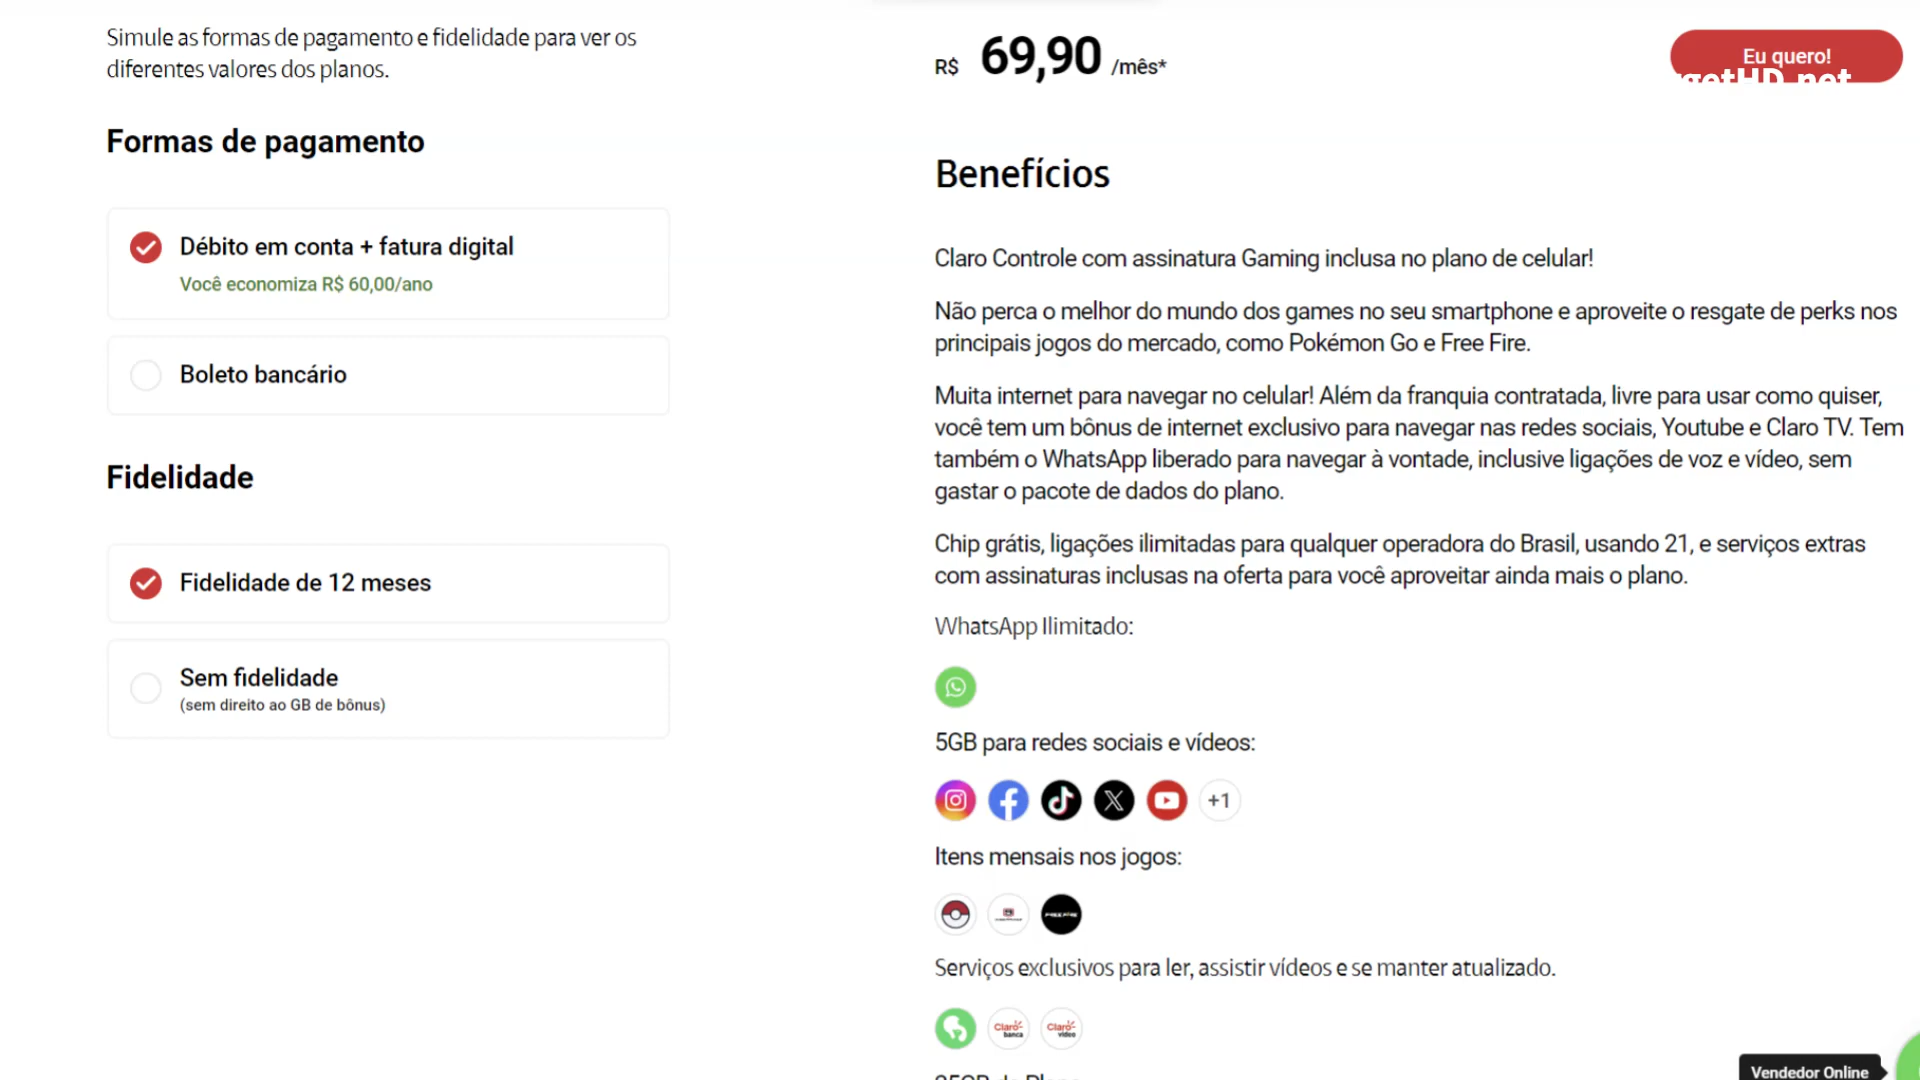 Simule as formas de pagamento e fidelidade para ver os
diferentes valores dos planos.
Formas de pagamento
Débito em conta + fatura digital
Você economiza R$ 60,00/ano
Boleto bancário
Fidelidade
Fidelidade de 12 meses
Sem fidelidade
(sem direito ao GB de bônus)
R$ 69,90 /mês*
Eu quero!
getHD.net
Benefícios
Claro Controle com assinatura Gaming inclusa no plano de celular!
Não perca o melhor do mundo dos games no seu smartphone e aproveite o resgate de perks nos
principais jogos do mercado, como Pokémon Go e Free Fire.
Muita internet para navegar no celular! Além da franquia contratada, livre para usar como quiser,
você tem um bônus de internet exclusivo para navegar nas redes sociais, Youtube e Claro TV. Tem
também o WhatsApp liberado para navegar à vontade, inclusive ligações de voz e vídeo, sem
gastar o pacote de dados do plano.
Chip grátis, ligações ilimitadas para qualquer operadora do Brasil, usando 21, e serviços extras
com assinaturas inclusas na oferta para você aproveitar ainda mais o plano.
WhatsApp Ilimitado:
5GB para redes sociais e vídeos:
+1
Itens mensais nos jogos:
FREE FIRE
Serviços exclusivos para ler, assistir vídeos e se manter atualizado.
Claro banca
Claro vídeo
Vendedor Online